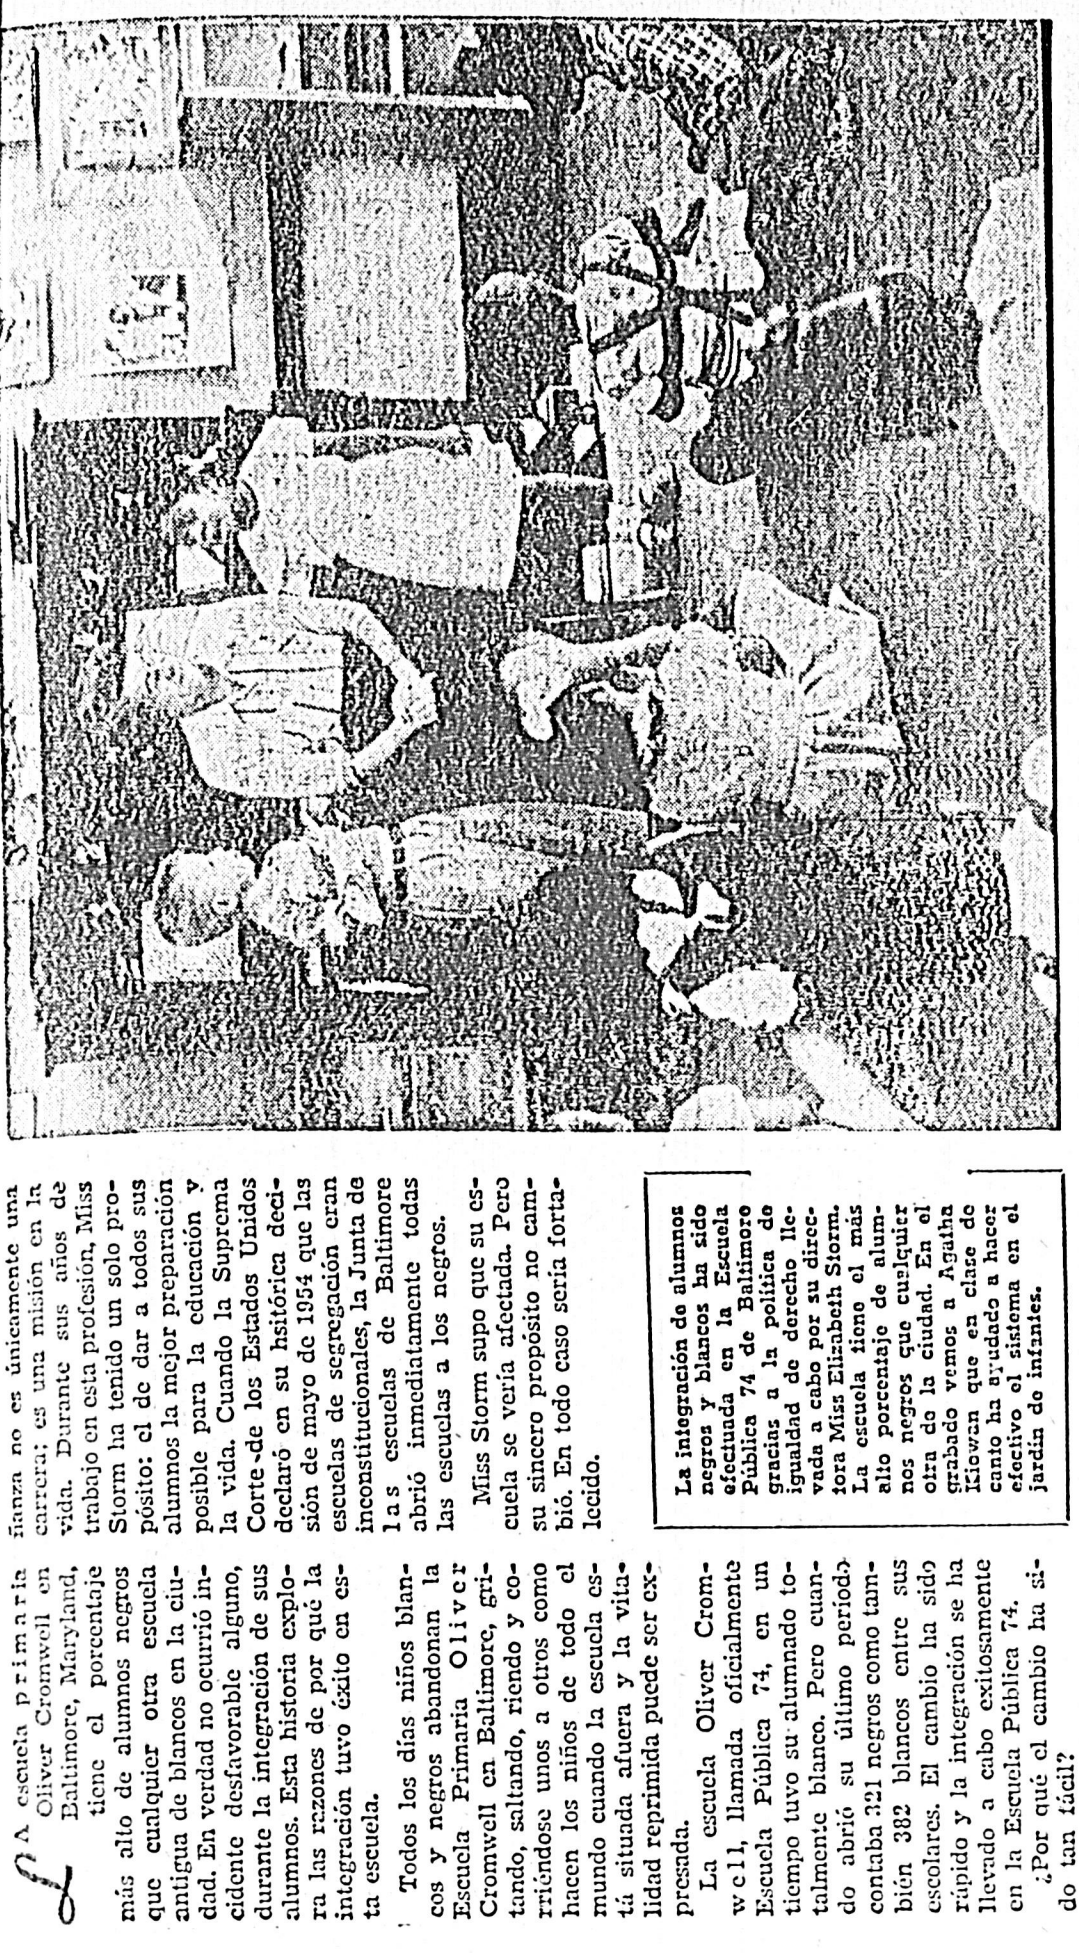 LA escuela primaria
Oliver Cromwell en
Baltimore, Maryland,
tiene el porcentaje
más alto de alumnos negros
que cualquier otra escuela
antigua de blancos en la ciu-
dad. En verdad no ocurrió in-
cidente desfavorable alguno,
durante la integración de sus
alumnos. Esta historia explo-
ra las razones de por qué la
integración tuvo éxito en es-
ta escuela.
Todos los días niños blan-
cos y negros abandonan la
Escuela Primaria Oliver
Cromwell en Baltimore, gri-
tando, saltando, riendo y co-
rriéndose unos a otros como
hacen los niños de todo el
mundo cuando la escuela es-
tá situada afuera y la vita-
lidad reprimida puede ser ex-
presada.
La escuela Oliver Crom-
well, llamada oficialmente
Escuela Pública 74, en un
tiempo tuvo su alumnado to-
talmente blanco. Pero cuan-
do abrió su último período
contaba 321 negros como tam-
bién 382 blancos entre sus
escolares. El cambio ha sido
rápido y la integración se ha
llevado a cabo exitosamente
en la Escuela Pública 74.
¿Por qué el cambio ha si-
do tan fácil?
ñanza no es únicamente una
carrera; es una misión en la
vida. Durante sus años de
trabajo en esta profesión, Miss
Storm ha tenido un solo pro-
pósito: el de dar a todos sus
alumnos la mejor preparación
posible para la educación y
la vida. Cuando la Suprema
Corte de los Estados Unidos
declaró en su histórica deci-
sión de mayo de 1954 que las
escuelas de segregación eran
inconstitucionales, la Junta de
las escuelas de Baltimore
abrió inmediatamente todas
las escuelas a los negros.
Miss Storm supo que su es-
cuela se vería afectada. Pero
su sincero propósito no cam-
bió. En todo caso sería forta-
lecido.
La integración de alumnos
negros y blancos ha sido
efectuada en la Escuela
Pública 74 de Baltimore
gracias a la política de
igualdad de derecho lle-
vada a cabo por su direc-
tora Miss Elizabeth Storm.
La escuela tiene el más
alto porcentaje de alum-
nos negros que cualquier
otra de la ciudad. En el
grabado vemos a Agatha
Kiowan que en clase de
canto ha ayudado a hacer
efectivo el sistema en el
jardín de infantes.